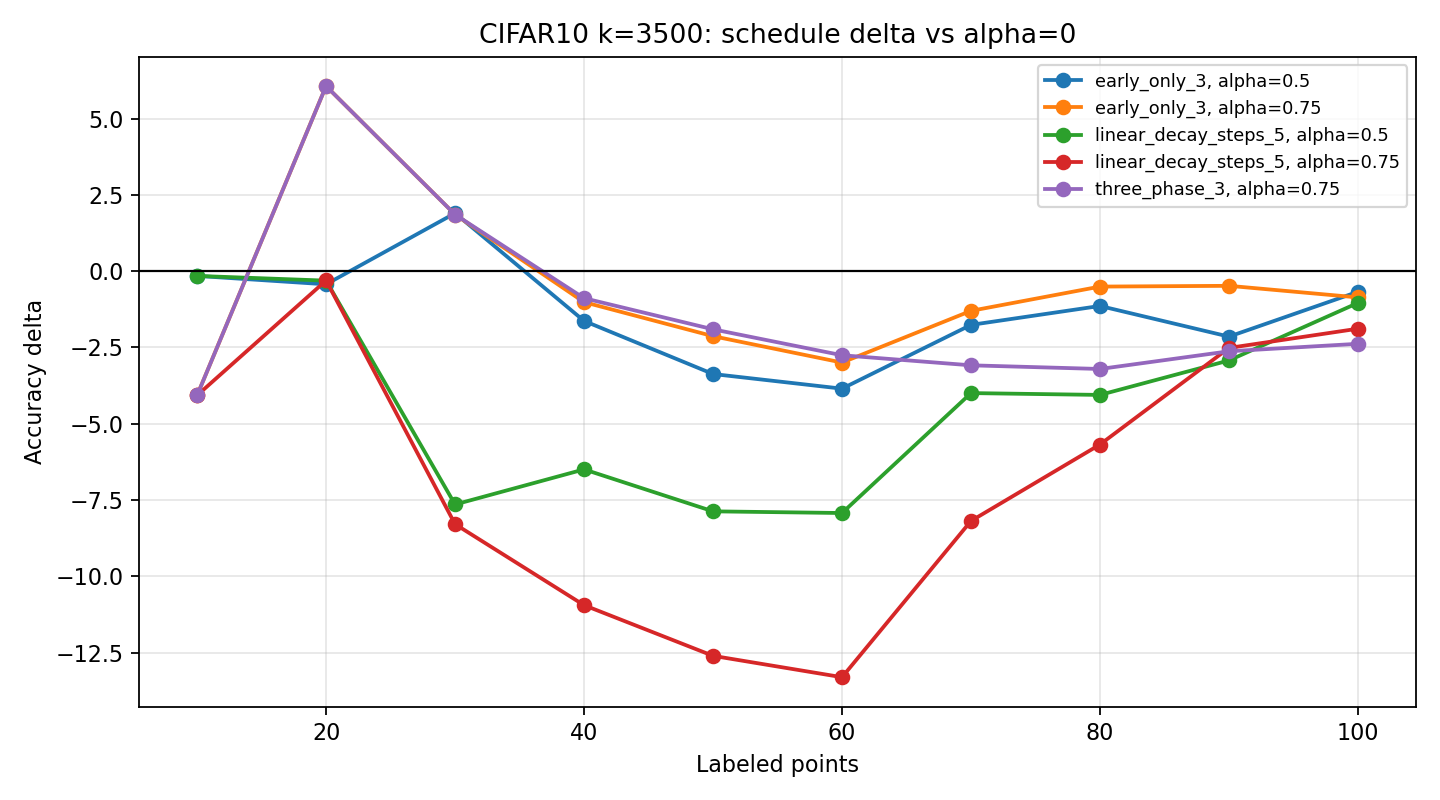 CIFAR10 k=3500: schedule delta vs alpha=0
early_only_3, alpha=0.5
early_only_3, alpha=0.75
linear_decay_steps_5, alpha=0.5
linear_decay_steps_5, alpha=0.75
three_phase_3, alpha=0.75
Accuracy delta
5.0
2.5
0.0
−2.5
−5.0
−7.5
−10.0
−12.5
20 40 60 80 100
Labeled points